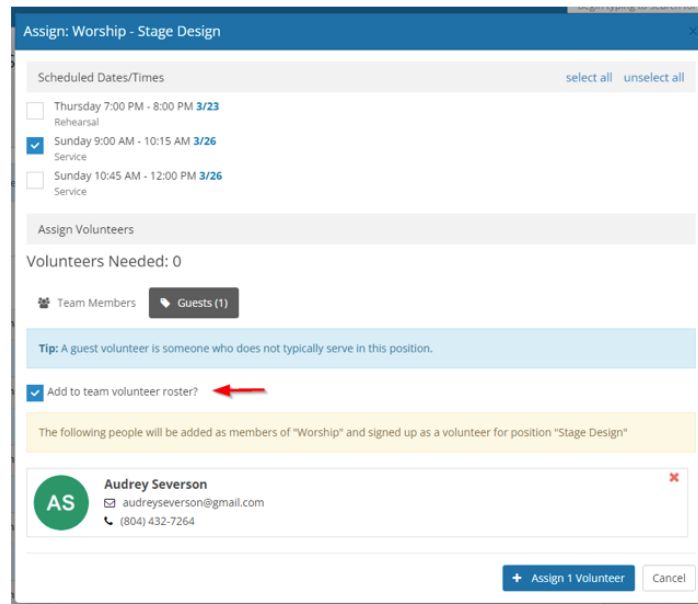 Begin typing to search for
Assign: Worship - Stage Design
Scheduled Dates/Times
select all unselect all
Thursday 7:00 PM - 8:00 PM 3/23
Rehearsal
Sunday 9:00 AM - 10:15 AM 3/26
Service
Sunday 10:45 AM - 12:00 PM 3/26
Service
Assign Volunteers
Volunteers Needed: 0
Team Members
Guests (1)
Tip: A guest volunteer is someone who does not typically serve in this position.
Add to team volunteer roster?
The following people will be added as members of "Worship" and signed up as a volunteer for position "Stage Design"
AS
Audrey Severson
audreyseverson@gmail.com
(804) 432-7264
+ Assign 1 Volunteer
Cancel